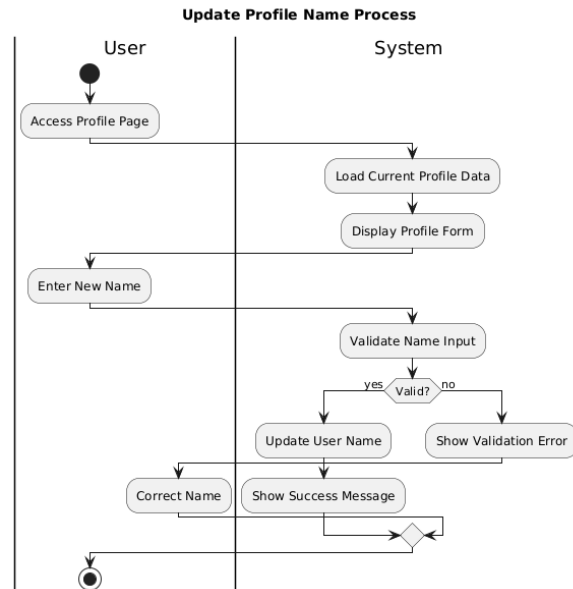 Update Profile Name Process
User
System
Access Profile Page
Load Current Profile Data
Display Profile Form
Enter New Name
Validate Name Input
yes
Valid?
no
Update User Name
Show Validation Error
Correct Name
Show Success Message